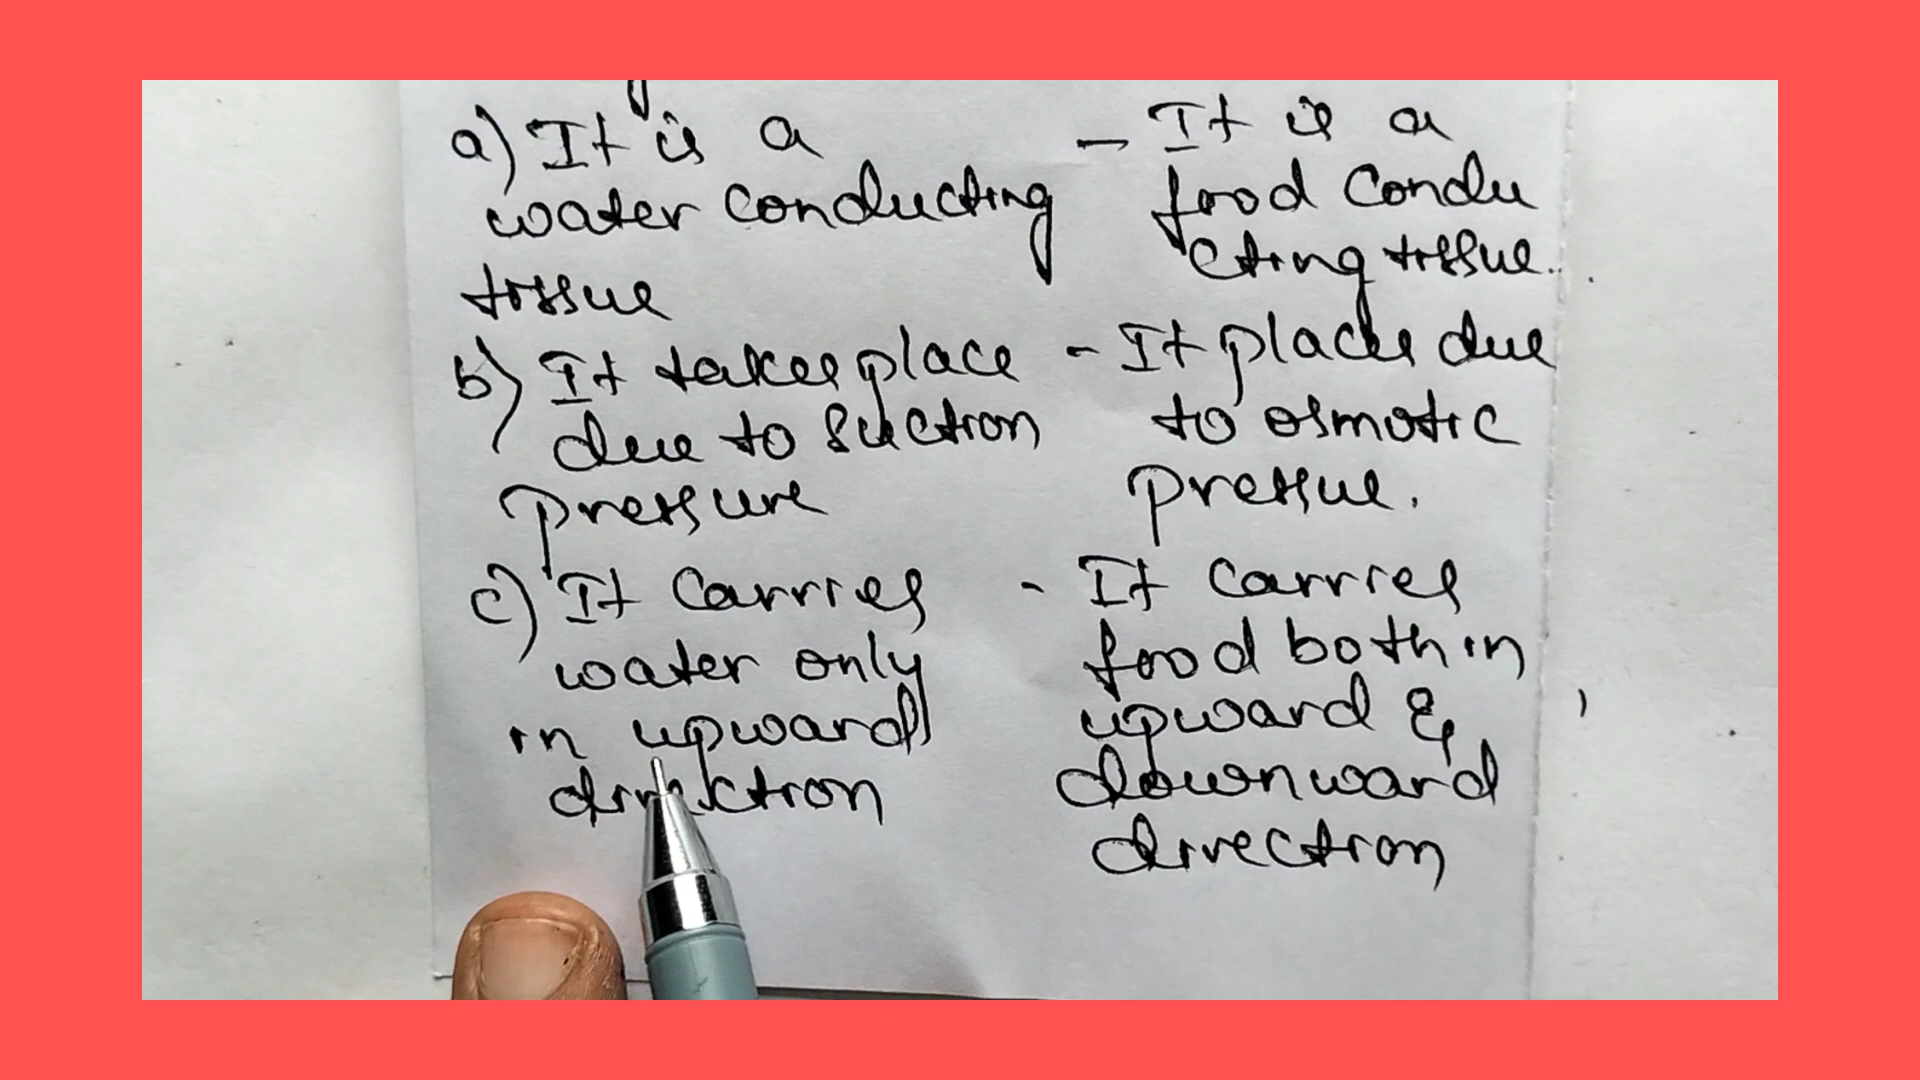 a) It is a
water conducting
tissue
b) It takes place
due to suction
pressure
c) It carries
water only
in upward
direction
- It is a
food condu
cting tissue.
- It places due
to osmotic
pressue.
- It carries
food both in
upward &
downward
direction